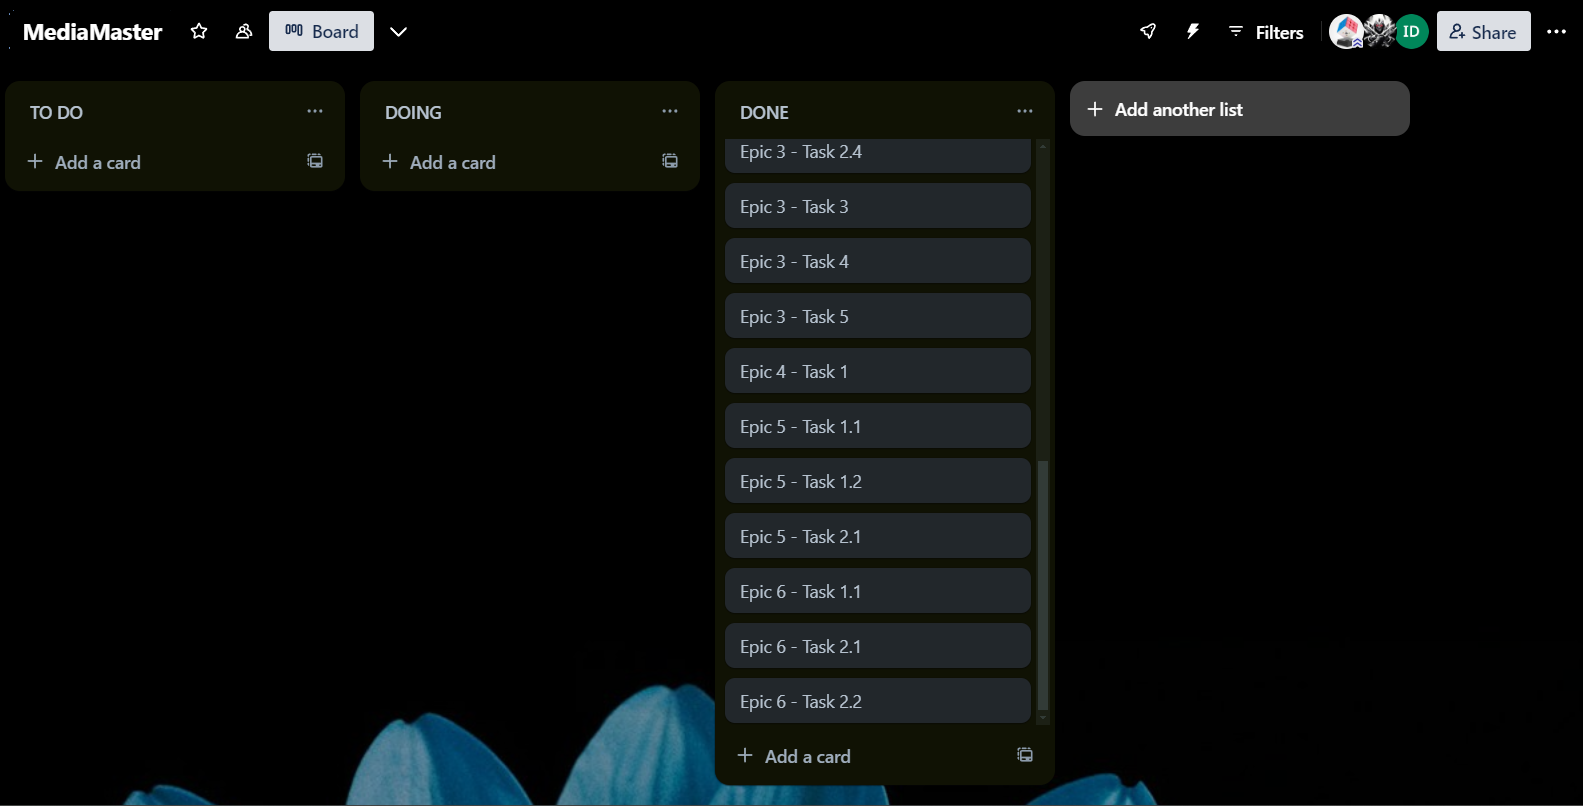 MediaMaster
Board
Filters
ID
Share
TO DO
Add a card
DOING
Add a card
DONE
Epic 3 - Task 2.4
Epic 3 - Task 3
Epic 3 - Task 4
Epic 3 - Task 5
Epic 4 - Task 1
Epic 5 - Task 1.1
Epic 5 - Task 1.2
Epic 5 - Task 2.1
Epic 6 - Task 1.1
Epic 6 - Task 2.1
Epic 6 - Task 2.2
Add a card
Add another list